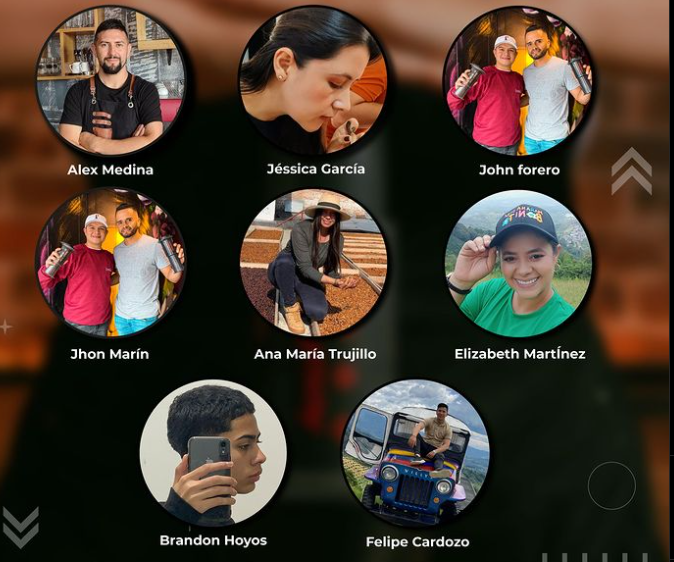 Alex Medina
Jéssica García
John forero
Jhon Marín
Ana María Trujillo
Elizabeth Martínez
Brandon Hoyos
Felipe Cardozo